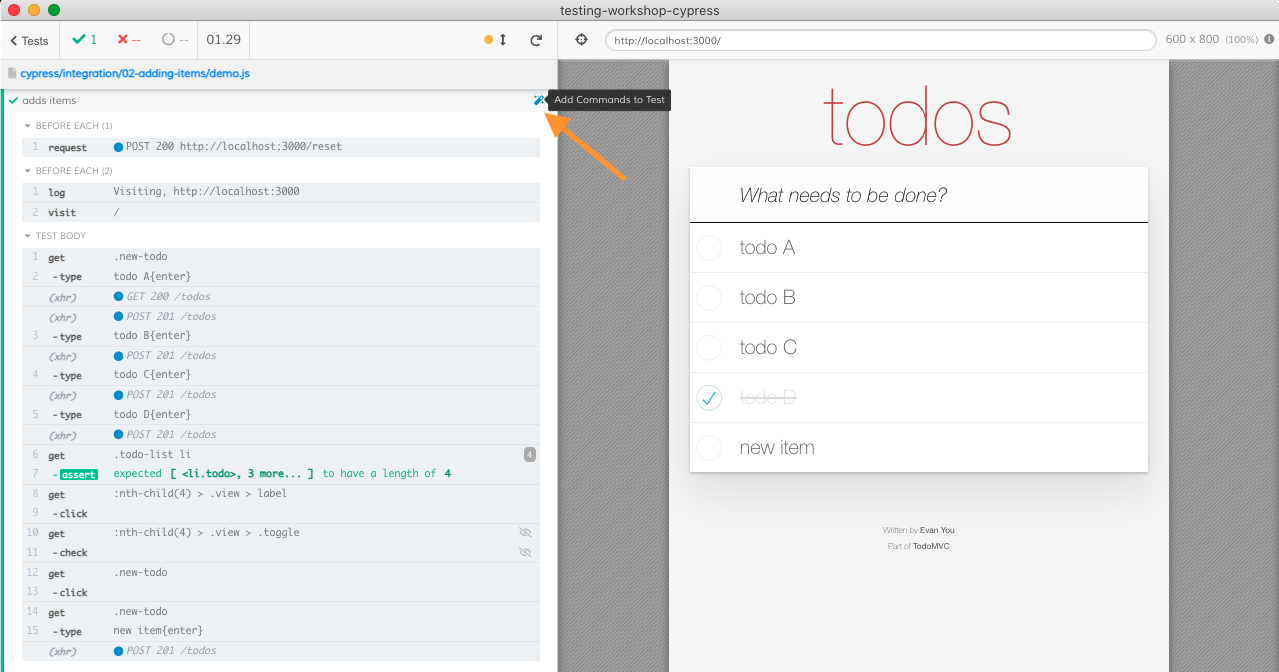 testing-workshop-cypress
Tests 1 -- -- 01.29 http://localhost:3000/ 600 x 800 (100%)
cypress/integration/02-adding-items/demo.js
adds items
Add Commands to Test
BEFORE EACH (1)
1 request POST 200 http://localhost:3000/reset
BEFORE EACH (2)
1 log Visiting, http://localhost:3000
2 visit /
TEST BODY
1 get .new-todo
2 -type todo A{enter}
(xhr) GET 200 /todos
(xhr) POST 201 /todos
3 -type todo B{enter}
(xhr) POST 201 /todos
4 -type todo C{enter}
(xhr) POST 201 /todos
5 -type todo D{enter}
(xhr) POST 201 /todos
6 get .todo-list li 4
7 -assert expected [ <li.todo>, 3 more... ] to have a length of 4
8 get :nth-child(4) > .view > label
9 -click
10 get :nth-child(4) > .view > .toggle
11 -check
12 get .new-todo
13 -click
14 get .new-todo
15 -type new item{enter}
(xhr) POST 201 /todos
todos
What needs to be done?
todo A
todo B
todo C
todo D
new item
Written by Evan You
Part of TodoMVC